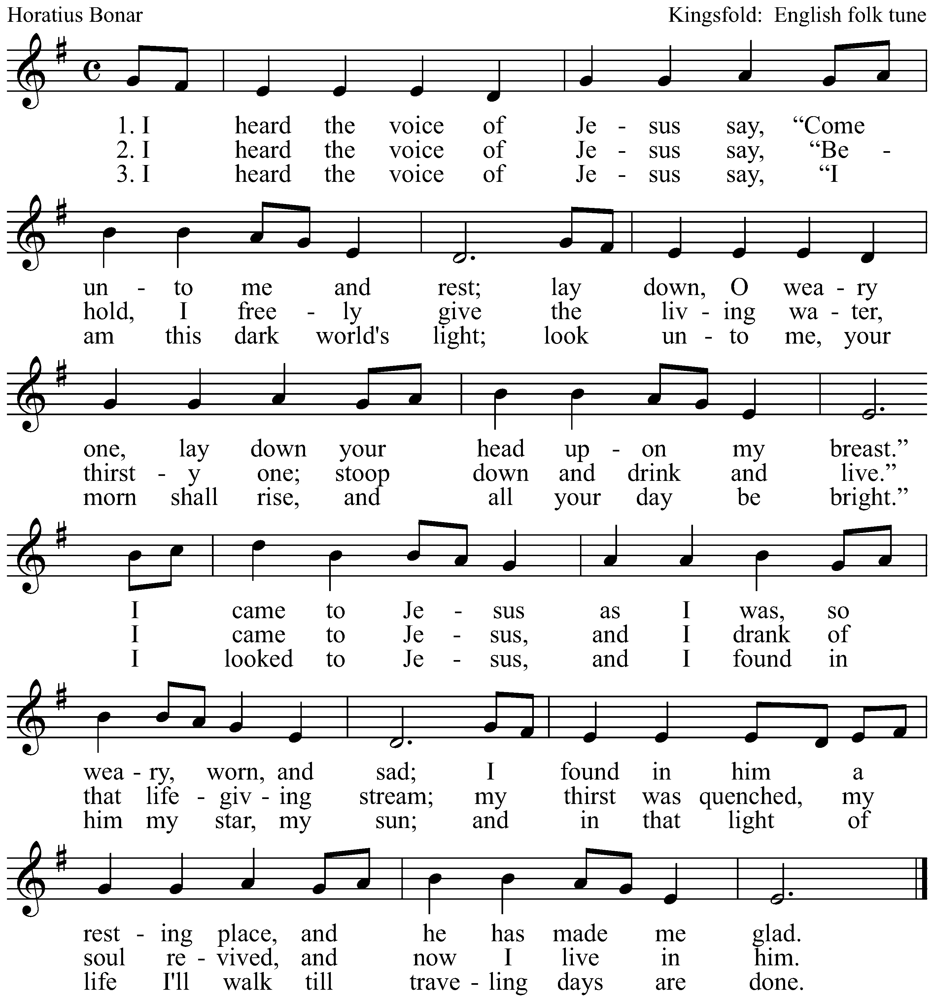 Horatius Bonar Kingsfold: English folk tune
1. I heard the voice of Je - sus say, “Come
2. I heard the voice of Je - sus say, “Be -
3. I heard the voice of Je - sus say, “I
un - to me and rest; lay down, O wea - ry
hold, I free - ly give the liv - ing wa - ter,
am this dark world's light; look un - to me, your
one, lay down your head up - on my breast.”
thirst - y one; stoop down and drink and live.”
morn shall rise, and all your day be bright.”
I came to Je - sus as I was, so
I came to Je - sus, and I drank of
I looked to Je - sus, and I found in
wea - ry, worn, and sad; I found in him a
that life - giv - ing stream; my thirst was quenched, my
him my star, my sun; and in that light of
rest - ing place, and he has made me glad.
soul re - vived, and now I live in him.
life I'll walk till trave - ling days are done.